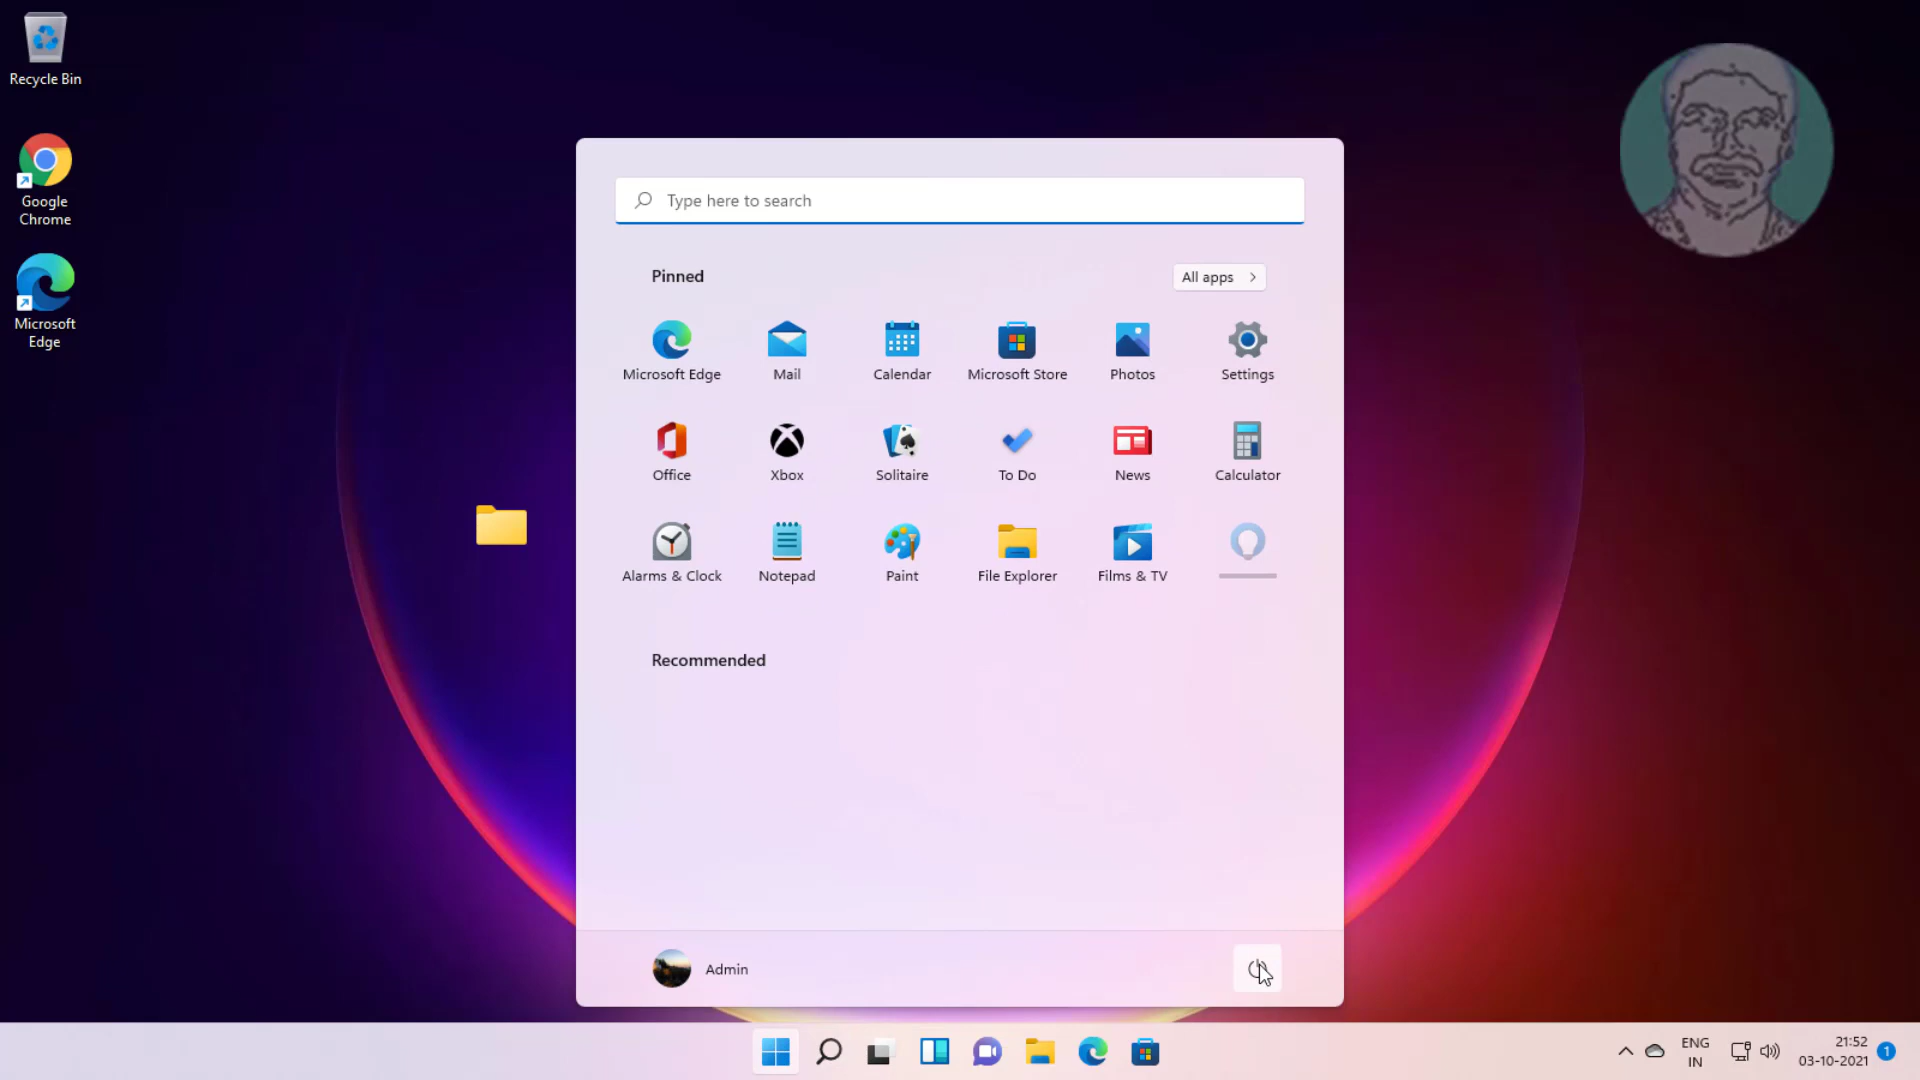 Recycle Bin
Google
Chrome
Microsoft
Edge
Type here to search
Pinned
All apps
Microsoft Edge
Mail
Calendar
Microsoft Store
Photos
Settings
Office
Xbox
Solitaire
To Do
News
Calculator
Alarms & Clock
Notepad
Paint
File Explorer
Films & TV
Recommended
Admin
ENG
IN
21:52
03-10-2021
1